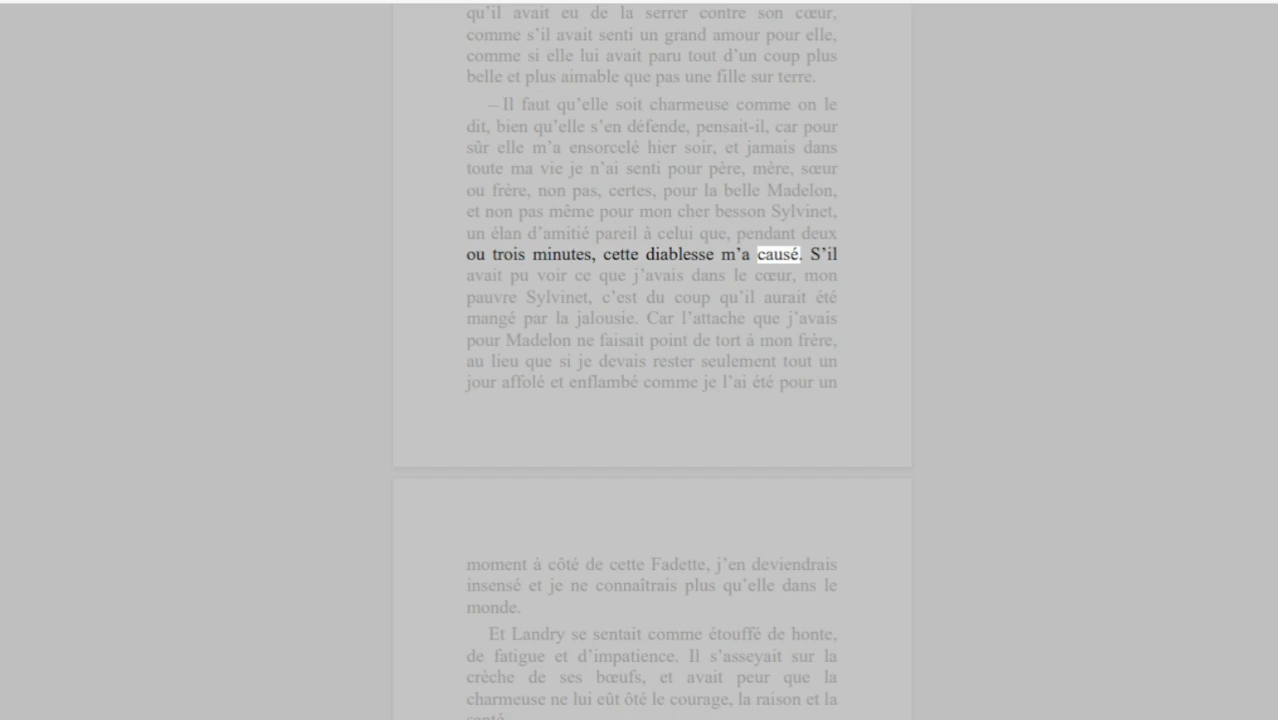 qu’il avait eu de la serrer contre son cœur,
comme s’il avait senti un grand amour pour elle,
comme si elle lui avait paru tout d’un coup plus
belle et plus aimable que pas une fille sur terre.
– Il faut qu’elle soit charmeuse comme on le
dit, bien qu’elle s’en défende, pensait-il, car pour
sûr elle m’a ensorcelé hier soir, et jamais dans
toute ma vie je n’ai senti pour père, mère, sœur
ou frère, non pas, certes, pour la belle Madelon,
et non pas même pour mon cher besson Sylvinet,
un élan d’amitié pareil à celui que, pendant deux
ou trois minutes, cette diablesse m’a causé. S’il
avait pu voir ce que j’avais dans le cœur, mon
pauvre Sylvinet, c’est du coup qu’il aurait été
mangé par la jalousie. Car l’attache que j’avais
pour Madelon ne faisait point de tort à mon frère,
au lieu que si je devais rester seulement tout un
jour affolé et enflambé comme je l’ai été pour un
moment à côté de cette Fadette, j’en deviendrais
insensé et je ne connaîtrais plus qu’elle dans le
monde.
Et Landry se sentait comme étouffé de honte,
de fatigue et d’impatience. Il s’asseyait sur la
crèche de ses bœufs, et avait peur que la
charmeuse ne lui eût ôté le courage, la raison et la
santé.